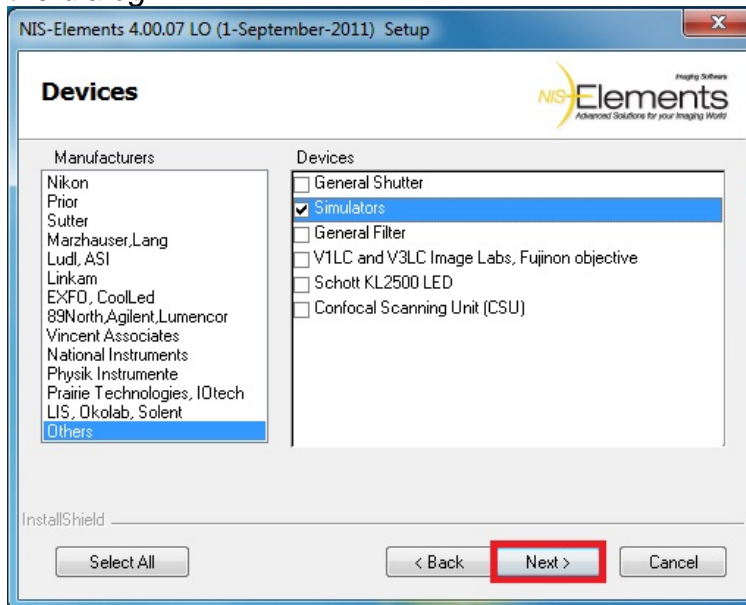 NIS-Elements 4.00.07 LO (1-September-2011) Setup
Devices
Imaging Software
NIS Elements
Advanced Solutions for your Imaging World
Manufacturers
Nikon
Prior
Sutter
Marzhauser,Lang
Ludl, ASI
Linkam
EXFO, CoolLed
89North,Agilent,Lumencor
Vincent Associates
National Instruments
Physik Instrumente
Prairie Technologies, IOtech
LIS, Okolab, Solent
Others
Devices
General Shutter
Simulators
General Filter
V1LC and V3LC Image Labs, Fujinon objective
Schott KL2500 LED
Confocal Scanning Unit (CSU)
InstallShield
Select All
< Back
Next >
Cancel